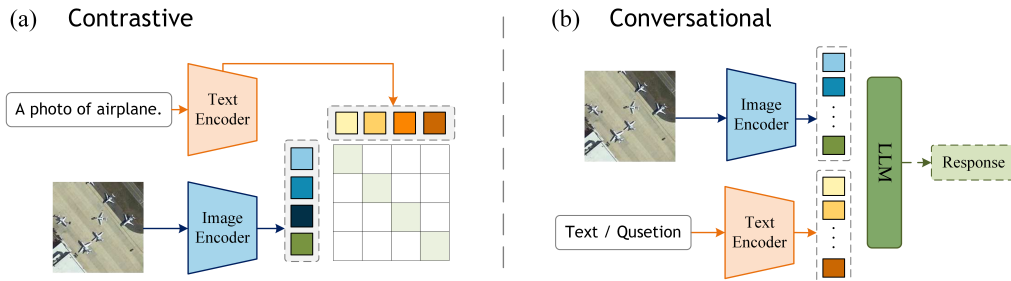 (a) Contrastive
A photo of airplane.
Text
Encoder
Image
Encoder
(b) Conversational
Image
Encoder
Text / Qusetion
Text
Encoder
LLM
Response